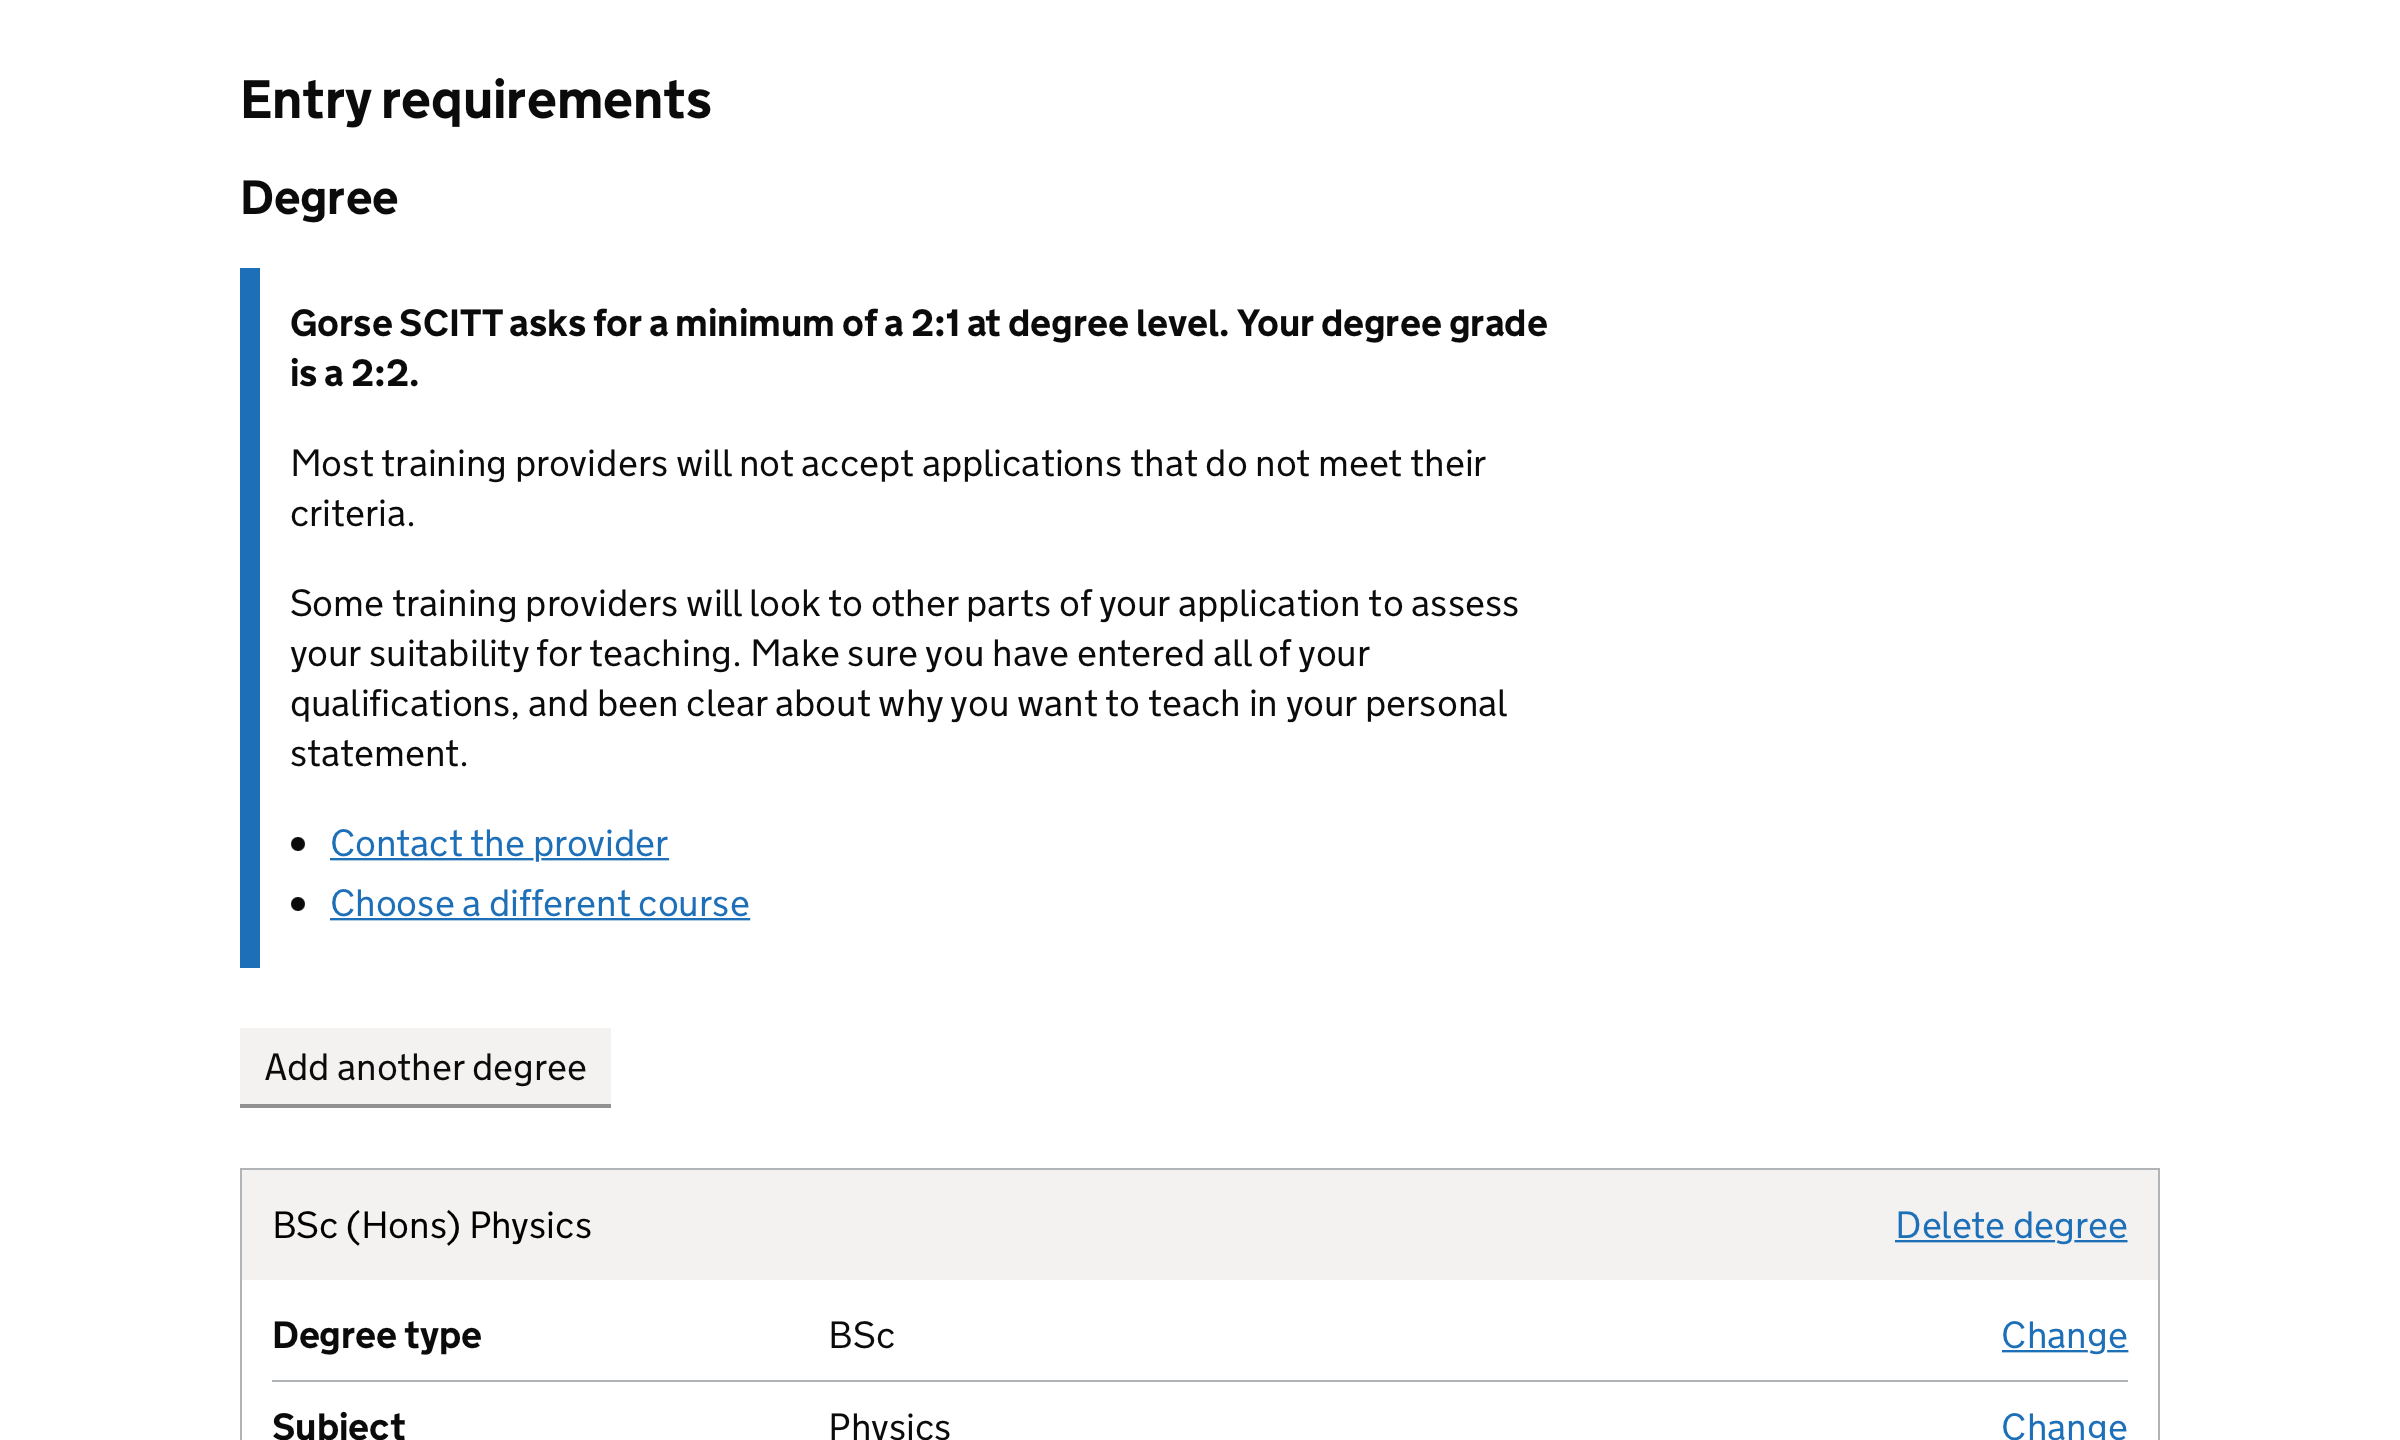 Entry requirements
Degree
Gorse SCITT asks for a minimum of a 2:1 at degree level. Your degree grade
is a 2:2.
Most training providers will not accept applications that do not meet their
criteria.
Some training providers will look to other parts of your application to assess
your suitability for teaching. Make sure you have entered all of your
qualifications, and been clear about why you want to teach in your personal
statement.
• Contact the provider
• Choose a different course
Add another degree
BSc (Hons) Physics Delete degree
Degree type BSc Change
Subject Physics Change